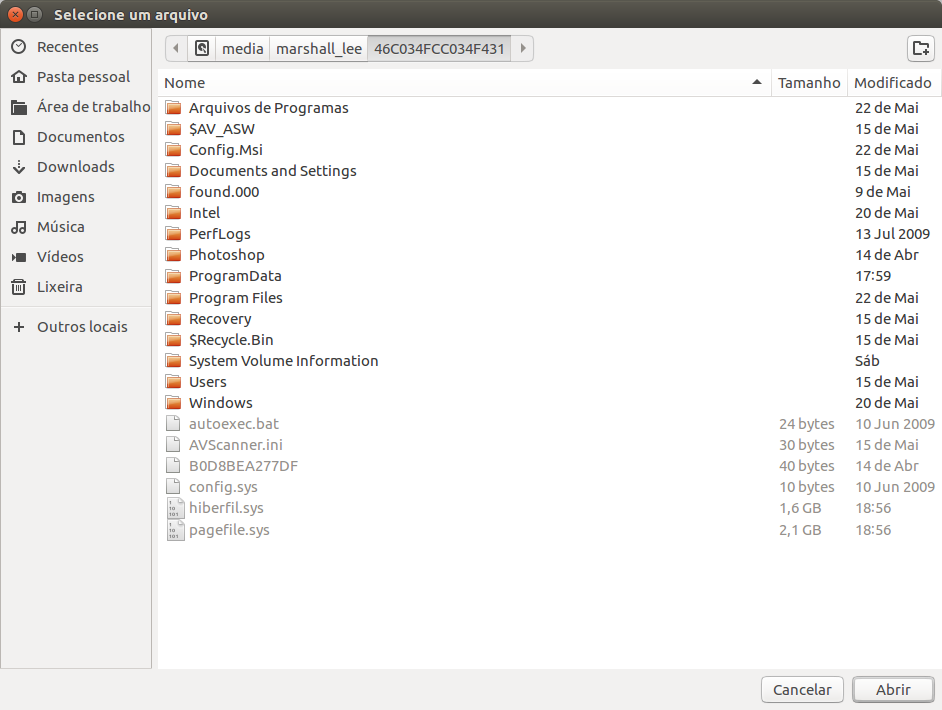 Selecione um arquivo
Recentes
Pasta pessoal
Área de trabalho
Documentos
Downloads
Imagens
Música
Vídeos
Lixeira
Outros locais
media marshall_lee 46C034FCC034F431
Nome Tamanho Modificado
Arquivos de Programas 22 de Mai
$AV_ASW 15 de Mai
Config.Msi 22 de Mai
Documents and Settings 15 de Mai
found.000 9 de Mai
Intel 20 de Mai
PerfLogs 13 Jul 2009
Photoshop 14 de Abr
ProgramData 17:59
Program Files 22 de Mai
Recovery 15 de Mai
$Recycle.Bin 15 de Mai
System Volume Information Sáb
Users 15 de Mai
Windows 20 de Mai
autoexec.bat 24 bytes 10 Jun 2009
AVScanner.ini 30 bytes 15 de Mai
B0D8BEA277DF 40 bytes 14 de Abr
config.sys 10 bytes 10 Jun 2009
hiberfil.sys 1,6 GB 18:56
pagefile.sys 2,1 GB 18:56
Cancelar Abrir